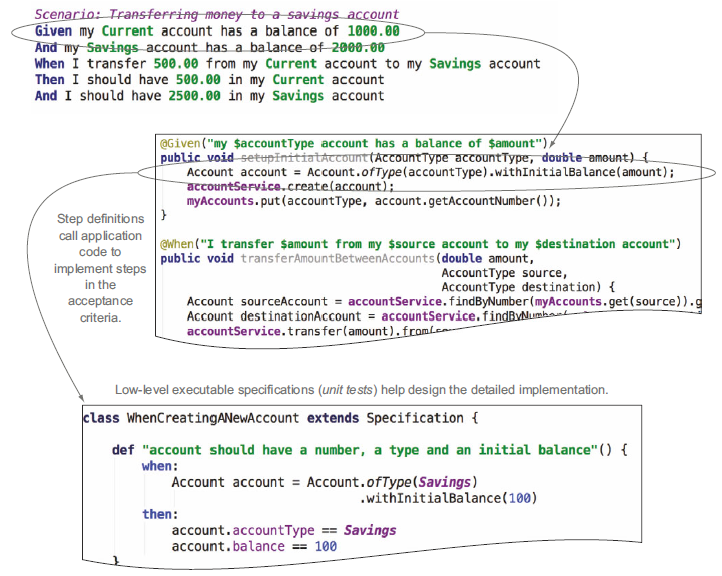 Scenario: Transferring money to a savings account
Given my Current account has a balance of 1000.00
And my Savings account has a balance of 2000.00
When I transfer 500.00 from my Current account to my Savings account
Then I should have 500.00 in my Current account
And I should have 2500.00 in my Savings account
@Given("my $accountType account has a balance of $amount")
public void setupInitialAccount(AccountType accountType, double amount) {
Account account = Account.ofType(accountType).withInitialBalance(amount);
accountService.create(account);
myAccounts.put(accountType, account.getAccountNumber());
}
@When("I transfer $amount from my $source account to my $destination account")
public void transferAmountBetweenAccounts(double amount,
AccountType source,
AccountType destination) {
Account sourceAccount = accountService.findByNumber(myAccounts.get(source)).g
Account destinationAccount = accountService.findByNumber(
accountService.transfer(amount).from(
Step definitions
call application
code to
implement steps
in the
acceptance
criteria.
Low-level executable specifications (unit tests) help design the detailed implementation.
class WhenCreatingANewAccount extends Specification {
def "account should have a number, a type and an initial balance"() {
when:
Account account = Account.ofType(Savings)
.withInitialBalance(100)
then:
account.accountType == Savings
account.balance == 100
}